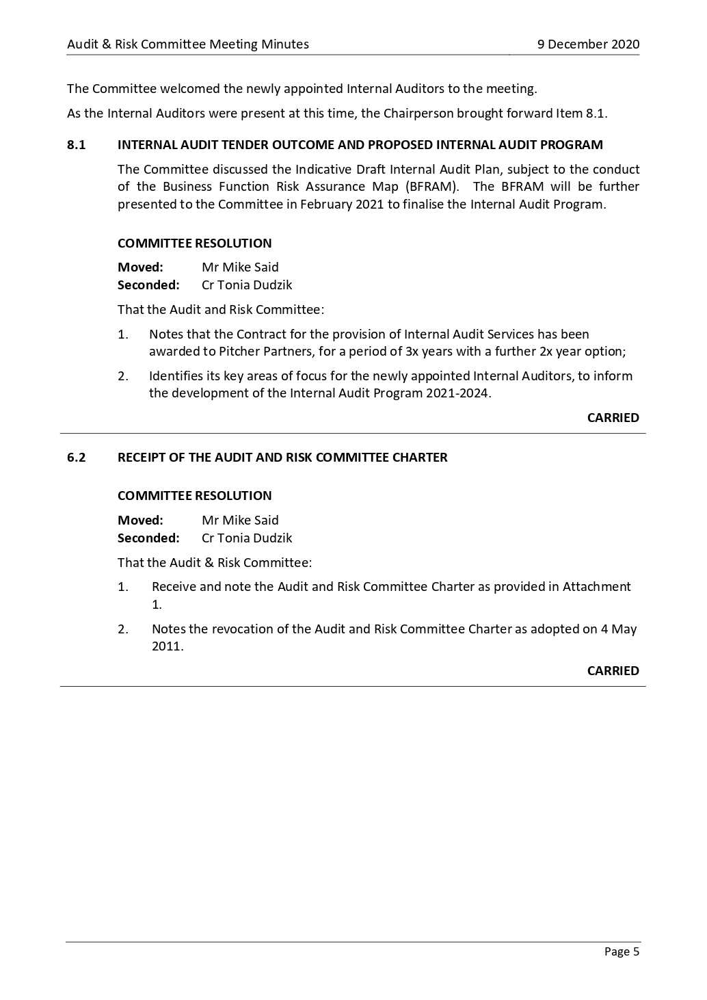 Audit & Risk Committee Meeting Minutes 9 December 2020
The Committee welcomed the newly appointed Internal Auditors to the meeting.
As the Internal Auditors were present at this time, the Chairperson brought forward Item 8.1.
8.1 INTERNAL AUDIT TENDER OUTCOME AND PROPOSED INTERNAL AUDIT PROGRAM
The Committee discussed the Indicative Draft Internal Audit Plan, subject to the conduct
of the Business Function Risk Assurance Map (BFRAM). The BFRAM will be further
presented to the Committee in February 2021 to finalise the Internal Audit Program.
COMMITTEE RESOLUTION
Moved: Mr Mike Said
Seconded: Cr Tonia Dudzik
That the Audit and Risk Committee:
1. Notes that the Contract for the provision of Internal Audit Services has been
awarded to Pitcher Partners, for a period of 3x years with a further 2x year option;
2. Identifies its key areas of focus for the newly appointed Internal Auditors, to inform
the development of the Internal Audit Program 2021-2024.
CARRIED
6.2 RECEIPT OF THE AUDIT AND RISK COMMITTEE CHARTER
COMMITTEE RESOLUTION
Moved: Mr Mike Said
Seconded: Cr Tonia Dudzik
That the Audit & Risk Committee:
1. Receive and note the Audit and Risk Committee Charter as provided in Attachment
1.
2. Notes the revocation of the Audit and Risk Committee Charter as adopted on 4 May
2011.
CARRIED
Page 5